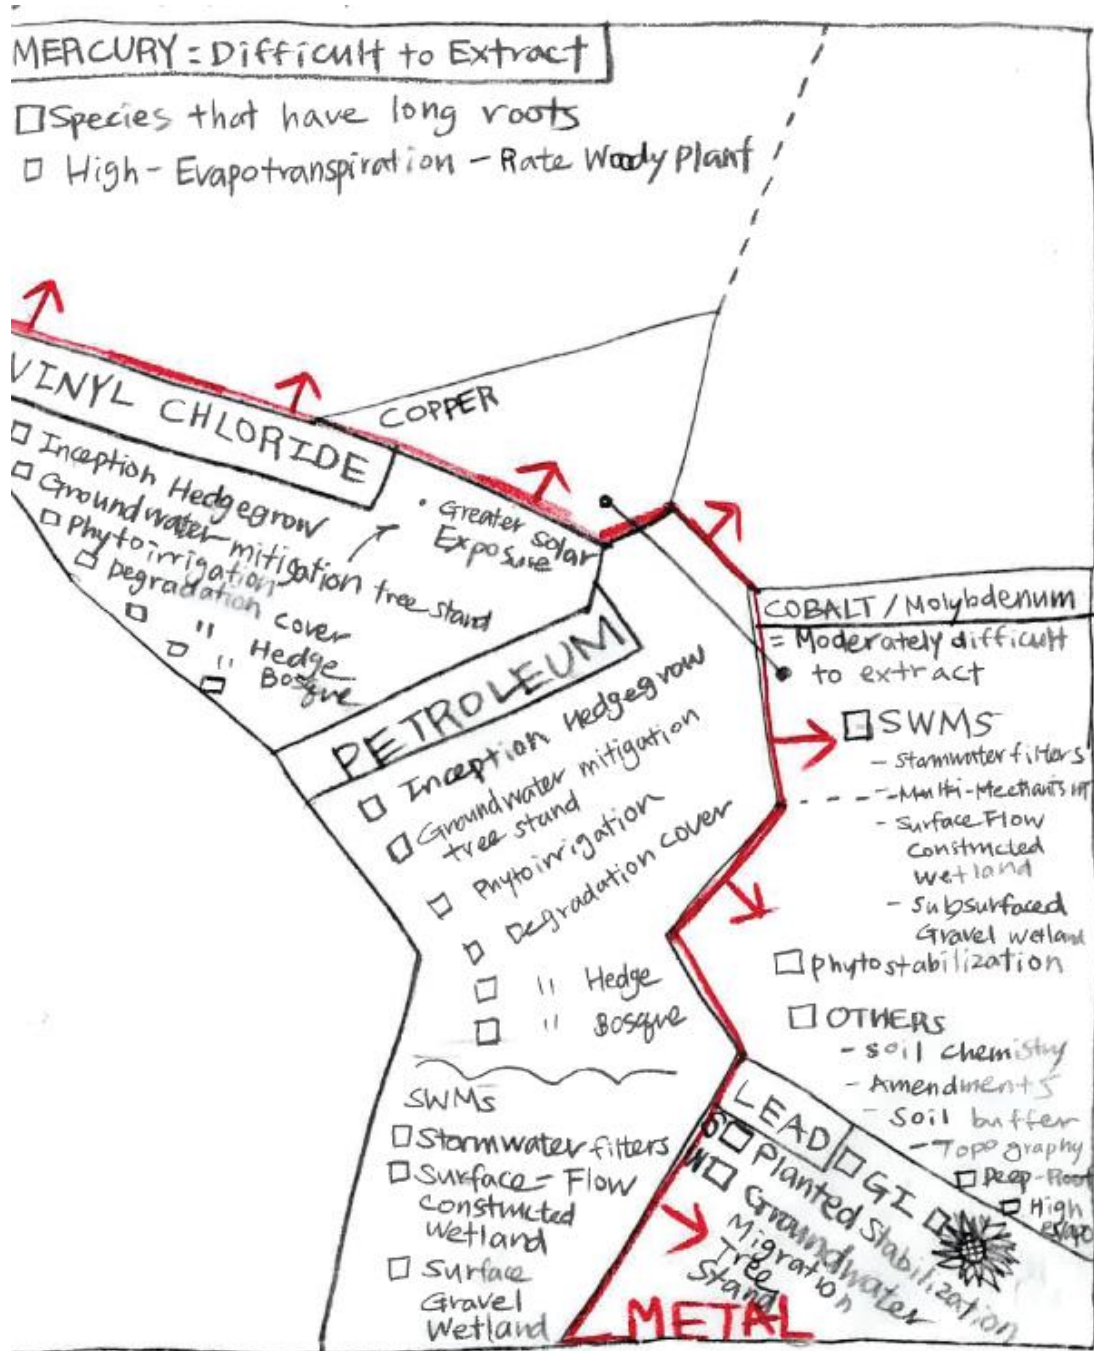 MERCURY = Difficult to Extract
Species that have long roots
High-Evapotranspiration-Rate Woody Plant
VINYL CHLORIDE
Inception Hedgegrow
Groundwater mitigation tree stand
Phytoirrigation
Degradation cover
" Hedge
" Bosque
• Greater solar
Exposure
COPPER
PETROLEUM
Inception Hedgegrow
Groundwater mitigation
tree stand
Phytoirrigation
Degradation cover
" Hedge
" Bosque
SWMs
Stormwater filters
Surface-Flow
Constructed
Wetland
Surface
Gravel
Wetland
COBALT / Molybdenum
= Moderately difficult
to extract
SWMS
- Stormwater filters
- Surface Flow
Constructed
Wetland
- Subsurfaced
Gravel Wetland
phytostabilization
OTHERS
- Soil chemistry
- Amendments
- Soil buffer
- Topography
Deep-Root
High
evapo
LEAD
GI
Planted Stabilization
Groundwater
Migration
Tree
Stand
METAL